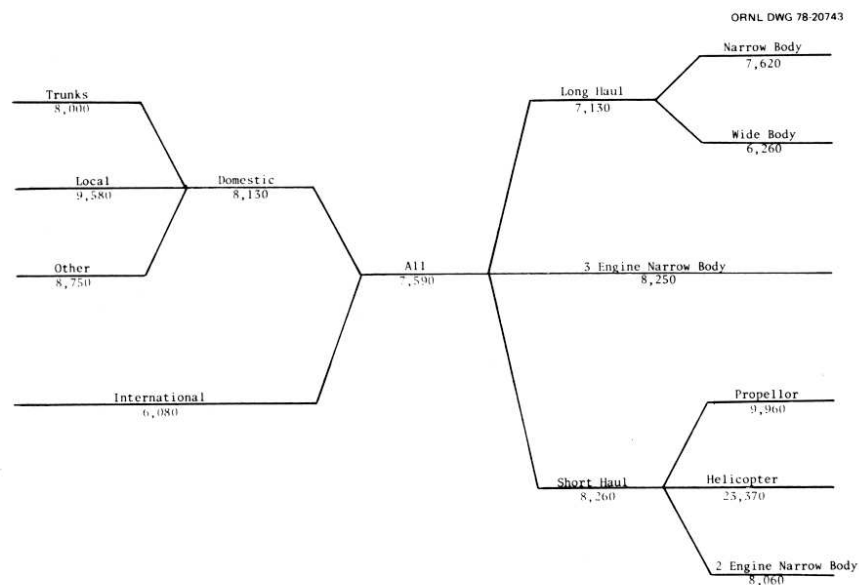 ORNL DWG 78-20743
Narrow Body
7,620
Trunks
8,000
Long Haul
7,130
Wide Body
6,260
Local
9,580
Domestic
8,130
Other
8,750
All
7,590
3 Engine Narrow Body
8,250
International
6,080
Propellor
9,960
Short Haul
8,260
Helicopter
23,370
2 Engine Narrow Body
8,060